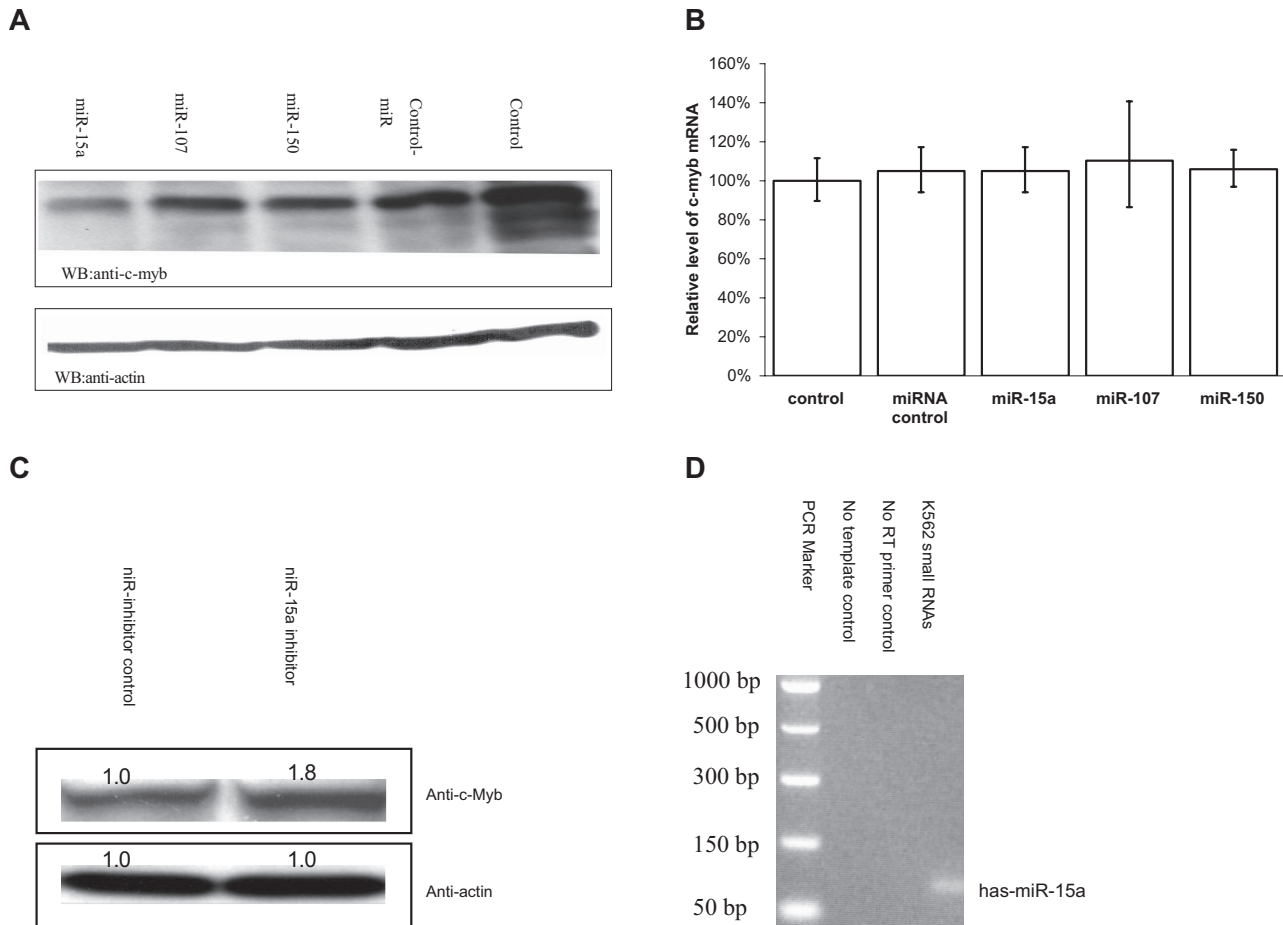 A
miR-15a
miR-107
miR-150
Control-
miR
Control
WB:anti-c-myb
WB:anti-actin
B
Relative level of c-myb mRNA
160%
140%
120%
100%
80%
60%
40%
20%
0%
control
miRNA
control
miR-15a
miR-107
miR-150
C
niR-inhibitor control
niR-15a inhibitor
1.0
1.8
Anti-c-Myb
1.0
1.0
Anti-actin
D
PCR Marker
No template control
No RT primer control
K562 small RNAs
1000 bp
500 bp
300 bp
150 bp
50 bp
has-miR-15a